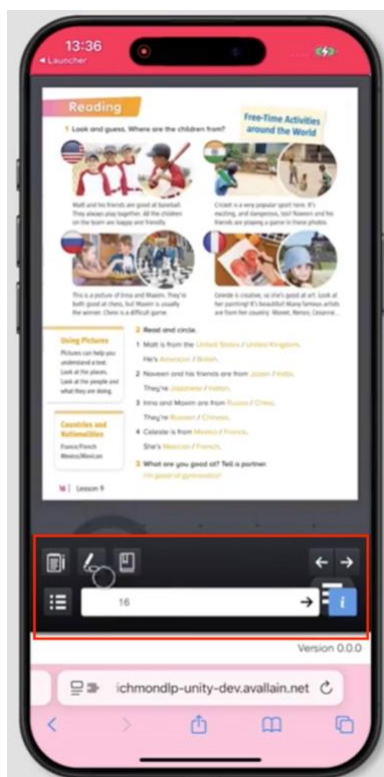 13:36
◄ Launcher
Reading
Free-Time Activities
around the World
1 Look and guess. Where are the children from?
Matt and his friends are good at baseball.
They always play together. All the children
on the team are happy and friendly.
Cricket is a very popular sport here. It's
exciting, and dangerous, too! Naveen and his
friends are playing a game in these photos.
This is a picture of Inna and Maxim. They're
both good at chess, but Maxim is usually
the winner. Chess is a difficult game.
Celeste is creative, so she's good at art. Look at
her painting! It's beautiful! Many famous artists
are from her country: Monet, Renoir, Cézanne...
Using Pictures
Pictures can help you
understand a text.
Look at the places.
Look at the people and
what they are doing.
Countries and
Nationalities
France/French
Mexico/Mexican
2 Read and circle.
1 Matt is from the United States / United Kingdom.
He's American / British.
2 Naveen and his friends are from Japan / India.
They're Japanese / Indian.
3 Inna and Maxim are from Russia / China.
They're Russian / Chinese.
4 Celeste is from Mexico / France.
She's Mexican / French.
3 What are you good at? Tell a partner.
I'm good at gymnastics!
16 | Lesson 9
16
i
Version 0.0.0
ichmondlp-unity-dev.avallain.net